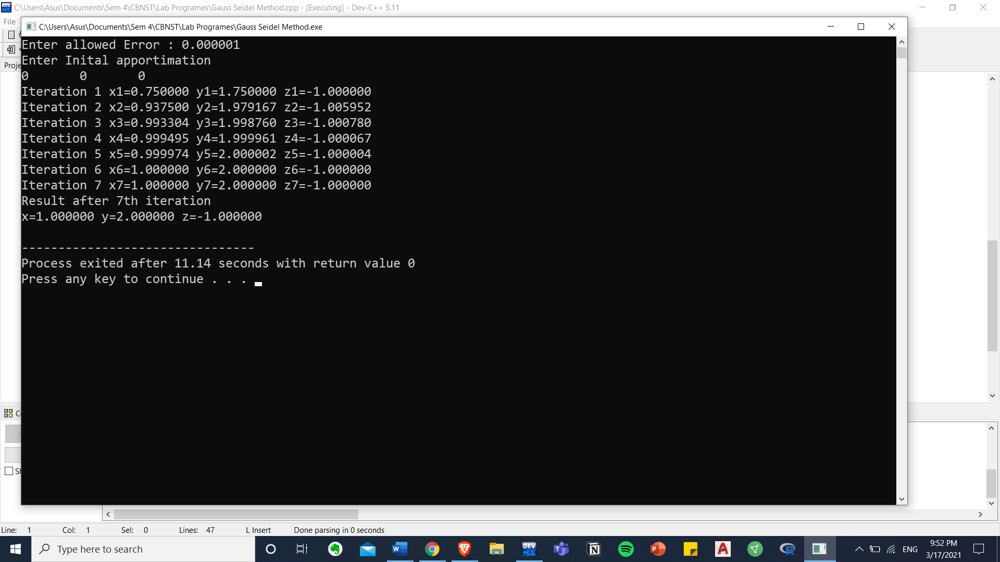 C:\Users\Asus\Documents\Sem 4\CBNST\Lab Programes\Gauss Seidel Method.cpp - [Executing] - Dev-C++ 5.11
File
C:\Users\Asus\Documents\Sem 4\CBNST\Lab Programes\Gauss Seidel Method.exe
Proje
Enter allowed Error : 0.000001
Enter Inital apportimation
0 0 0
Iteration 1 x1=0.750000 y1=1.750000 z1=-1.000000
Iteration 2 x2=0.937500 y2=1.979167 z2=-1.005952
Iteration 3 x3=0.993304 y3=1.998760 z3=-1.000780
Iteration 4 x4=0.999495 y4=1.999961 z4=-1.000067
Iteration 5 x5=0.999974 y5=2.000002 z5=-1.000004
Iteration 6 x6=1.000000 y6=2.000000 z6=-1.000000
Iteration 7 x7=1.000000 y7=2.000000 z7=-1.000000
Result after 7th iteration
x=1.000000 y=2.000000 z=-1.000000
--------------------------------
Process exited after 11.14 seconds with return value 0
Press any key to continue . . .
Line: 1 Col: 1 Sel: 0 Lines: 47 L Insert Done parsing in 0 seconds
Type here to search
ENG
9:52 PM
3/17/2021